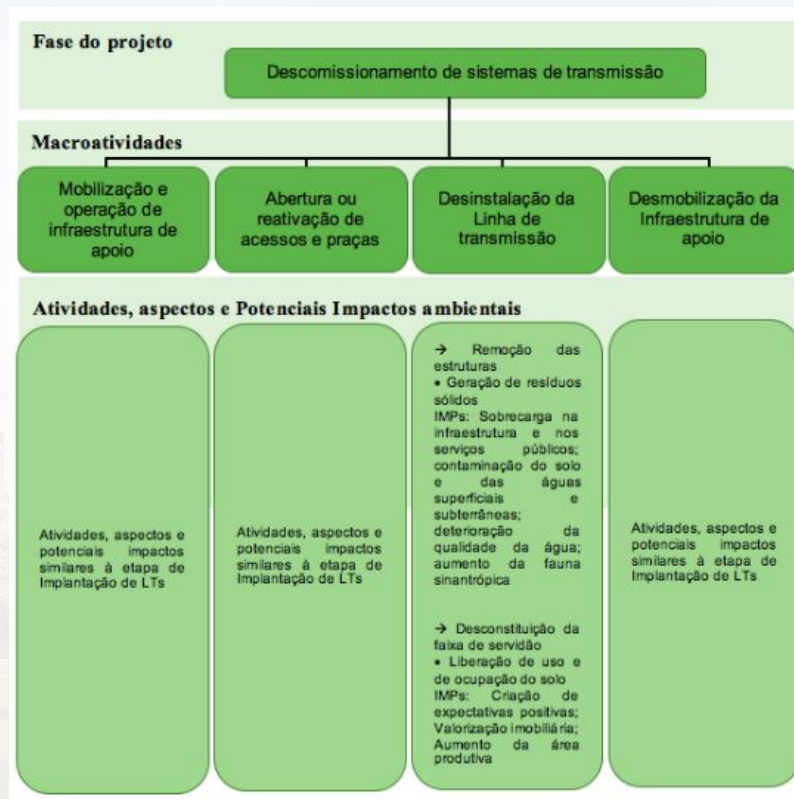 Fase do projeto
Descomissionamento de sistemas de transmissão
Macroatividades
Mobilização e
operação de
infraestrutura de
apoio
Abertura ou
reativação de
acessos e praças
Desinstalação da
Linha de
transmissão
Desmobilização da
Infraestrutura de
apoio
Atividades, aspectos e Potenciais Impactos ambientais
Atividades, aspectos e
potenciais impactos
similares à etapa de
Implantação de LTs
Atividades, aspectos e
potenciais impactos
similares à etapa de
Implantação de LTs
→ Remoção das
estruturas
• Geração de resíduos
sólidos
IMPs: Sobrecarga na
infraestrutura e nos
serviços públicos;
contaminação do solo
e das águas
superficiais e
subterrâneas;
deterioração da
qualidade da água;
aumento da fauna
sinantrópica
→ Desconstituição da
faixa de servidão
• Liberação de uso e
de ocupação do solo
IMPs: Criação de
expectativas positivas;
Valorização imobiliária;
Aumento da área
produtiva
Atividades, aspectos e
potenciais impactos
similares à etapa de
Implantação de LTs